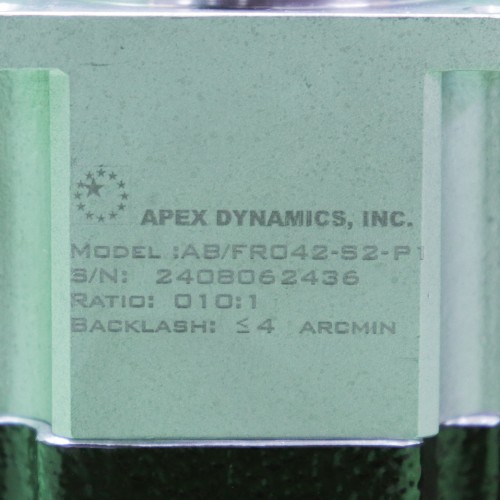 APEX DYNAMICS, INC.
MODEL :AB/FR042-S2-P1
S/N: 2408062436
RATIO: 010:1
BACKLASH: ≤4 ARCMIN